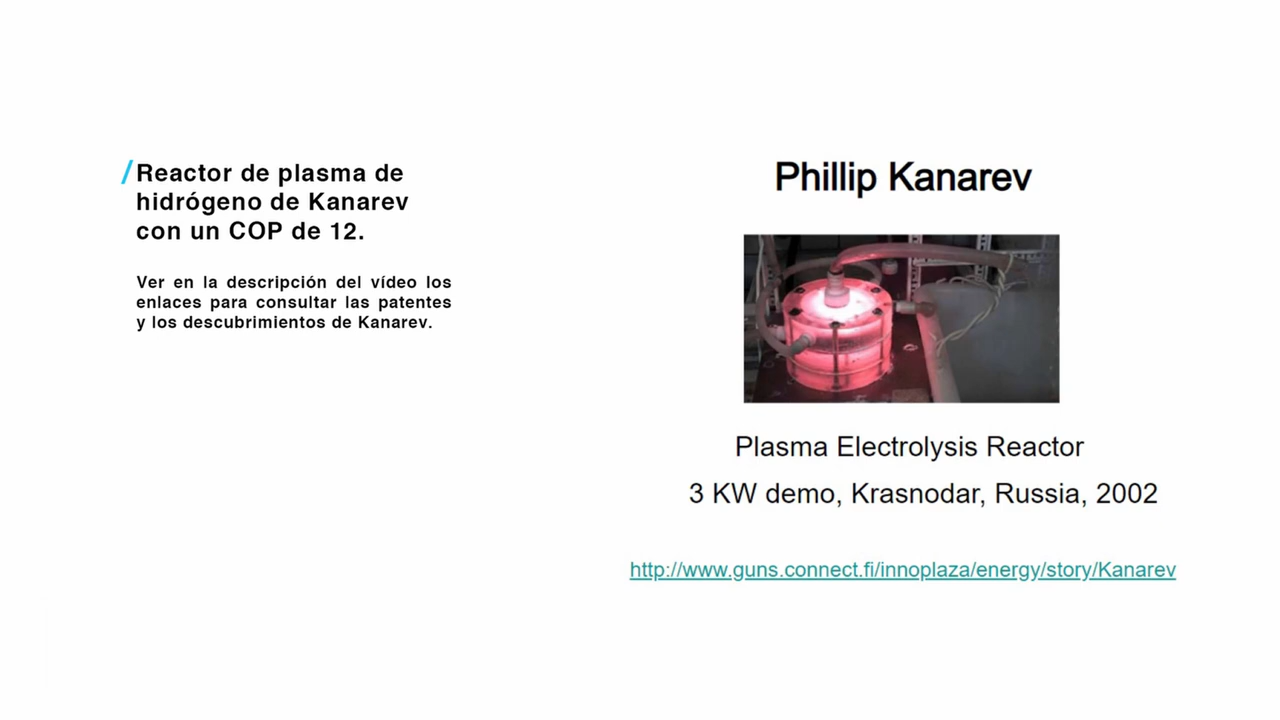 Reactor de plasma de
hidrógeno de Kanarev
con un COP de 12.
Ver en la descripción del vídeo los
enlaces para consultar las patentes
y los descubrimientos de Kanarev.
Phillip Kanarev
Plasma Electrolysis Reactor
3 KW demo, Krasnodar, Russia, 2002
http://www.guns.connect.fi/innoplaza/energy/story/Kanarev